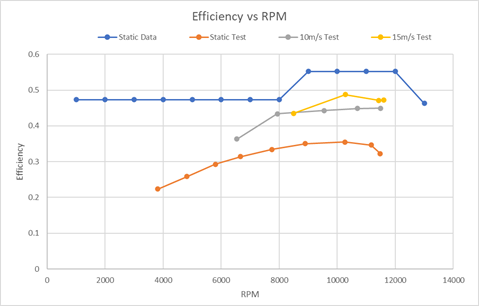 Efficiency vs RPM
Static Data Static Test 10m/s Test 15m/s Test
0.6
0.5
0.4
0.3
0.2
0.1
0
Efficiency
0 2000 4000 6000 8000 10000 12000 14000
RPM